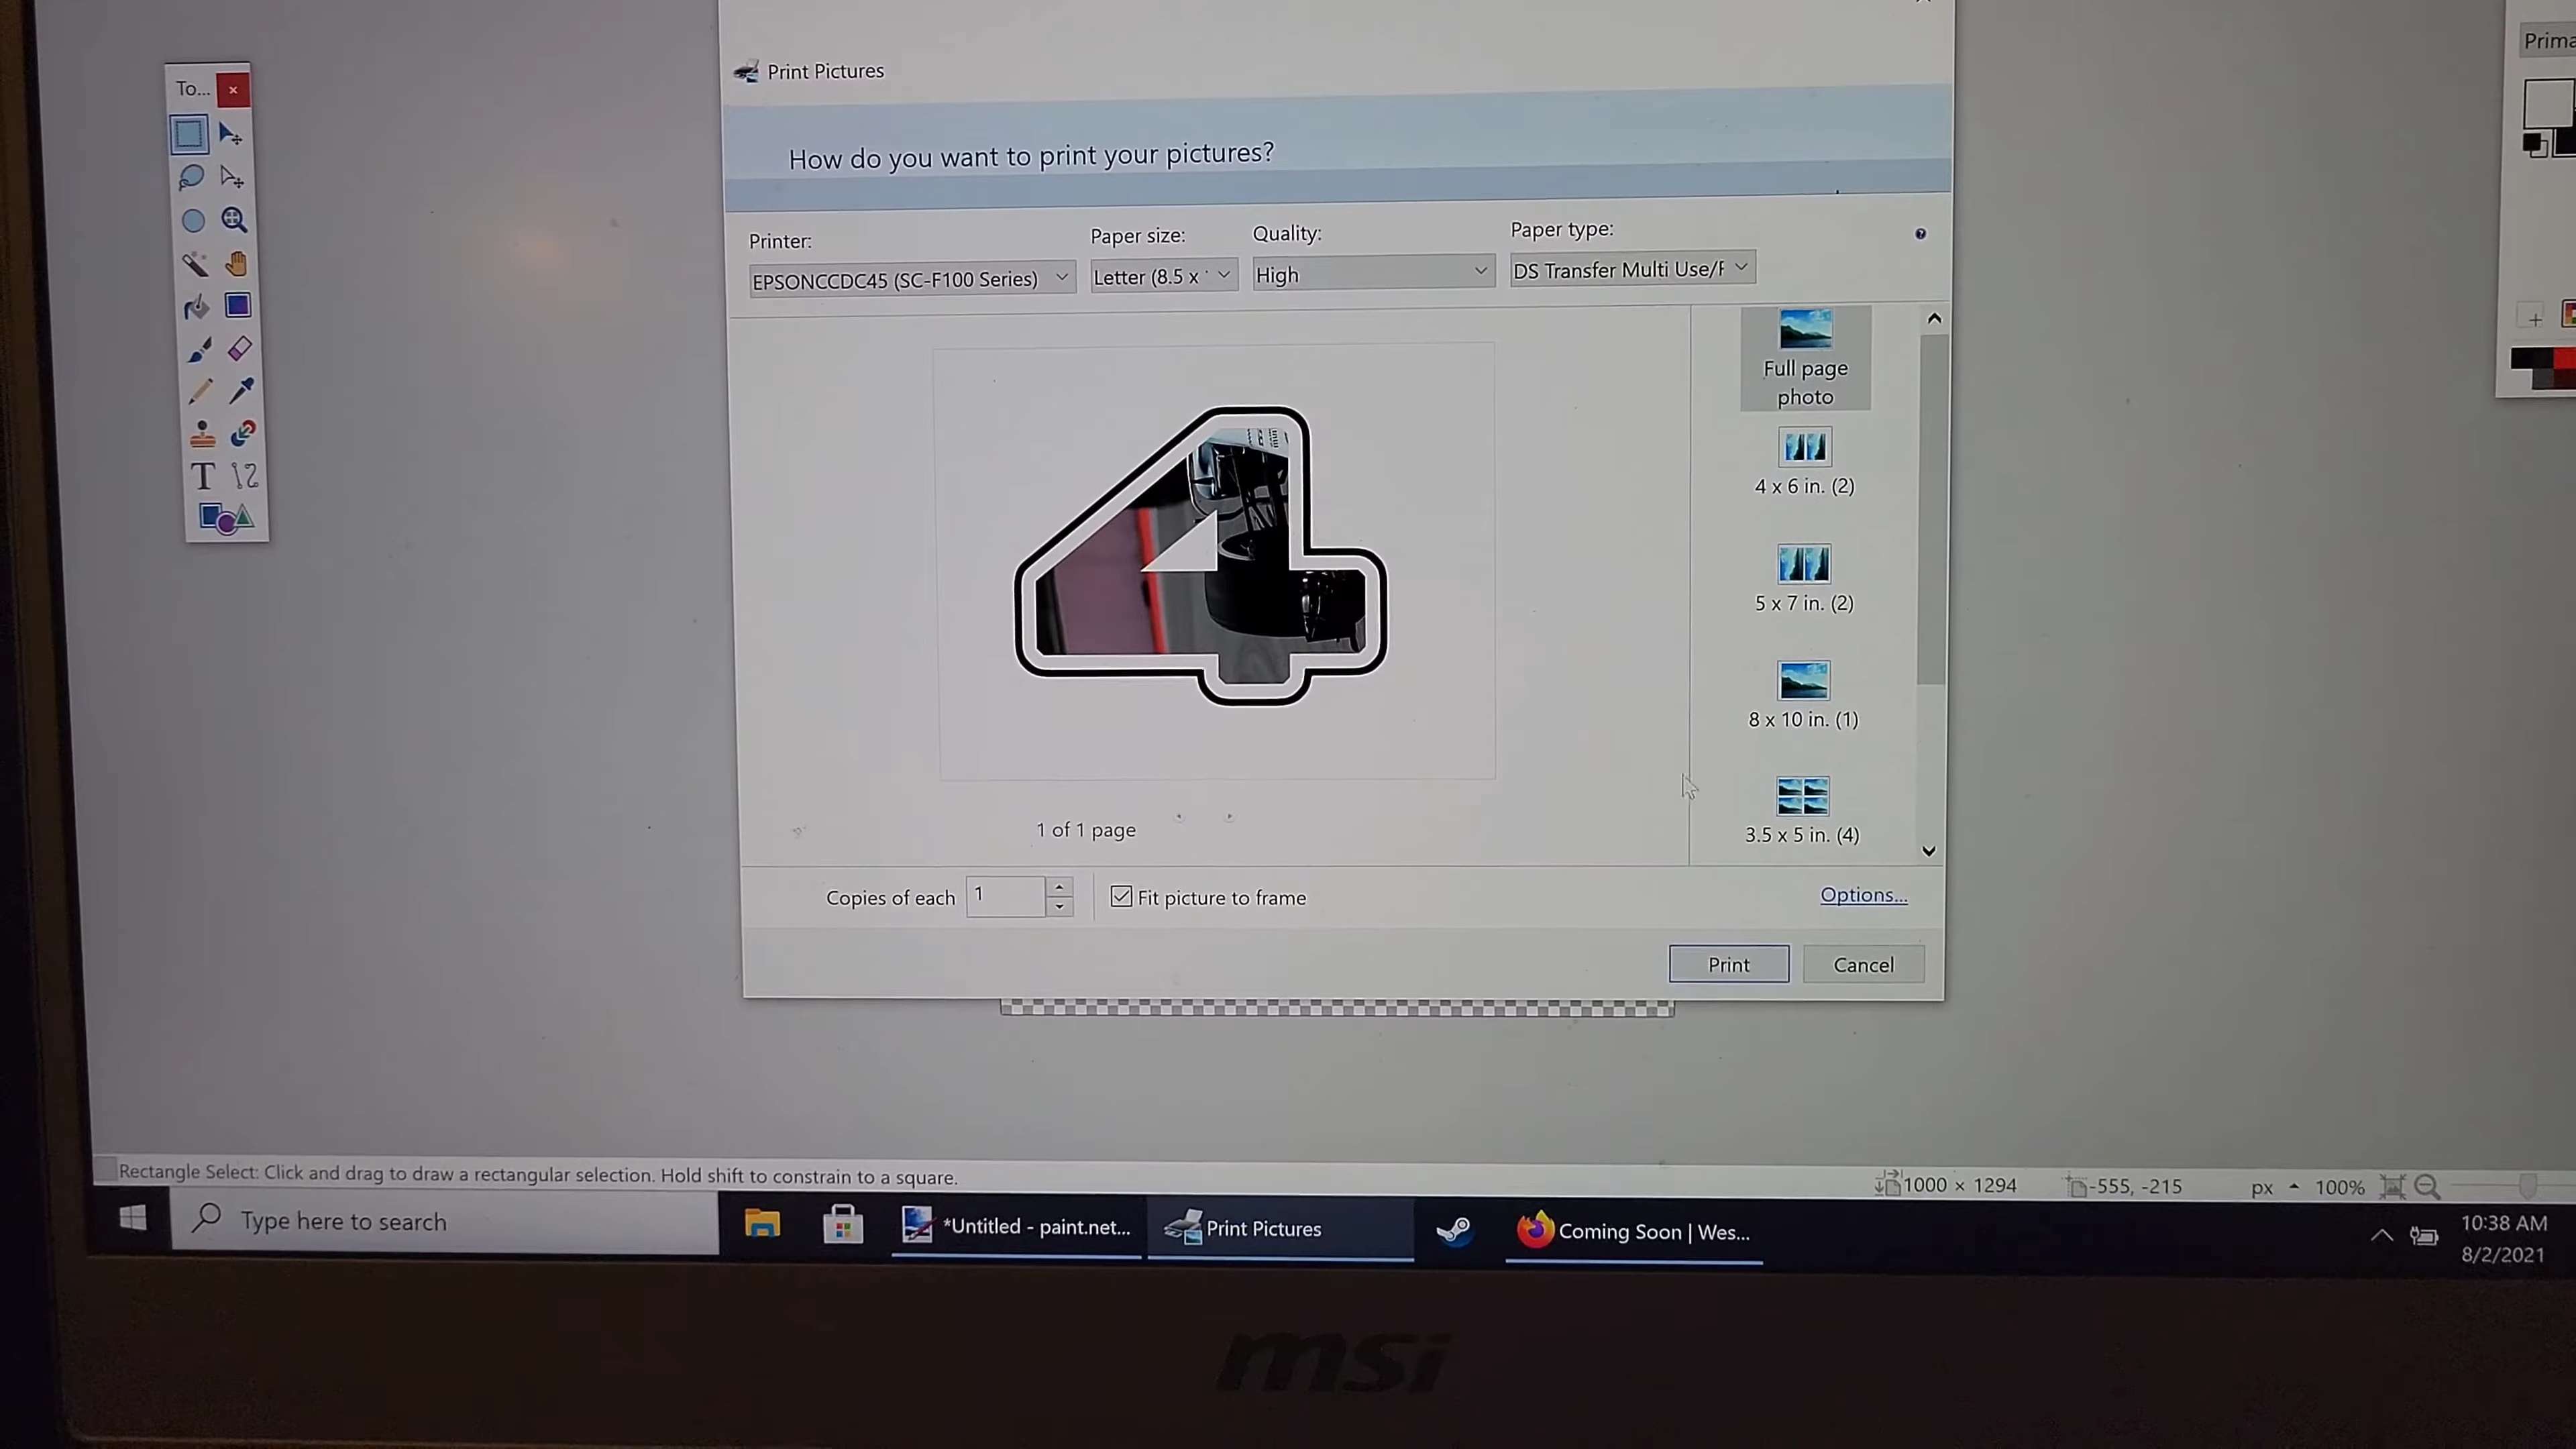 To...
Print Pictures
How do you want to print your pictures?
Printer:
Paper size:
Quality:
Paper type:
EPSONCCDC45 (SC-F100 Series)
Letter (8.5 x
High
DS Transfer Multi Use/
Full page
photo
4 x 6 in. (2)
5 x 7 in. (2)
8 x 10 in. (1)
3.5 x 5 in. (4)
4
1 of 1 page
Copies of each
1
Fit picture to frame
Options...
Print
Cancel
Prima
T
Rectangle Select: Click and drag to draw a rectangular selection. Hold shift to constrain to a square.
1000 × 1294
-555, -215
px
100%
Type here to search
*Untitled - paint.net...
Print Pictures
Coming Soon | Wes...
10:38 AM
8/2/2021
msi